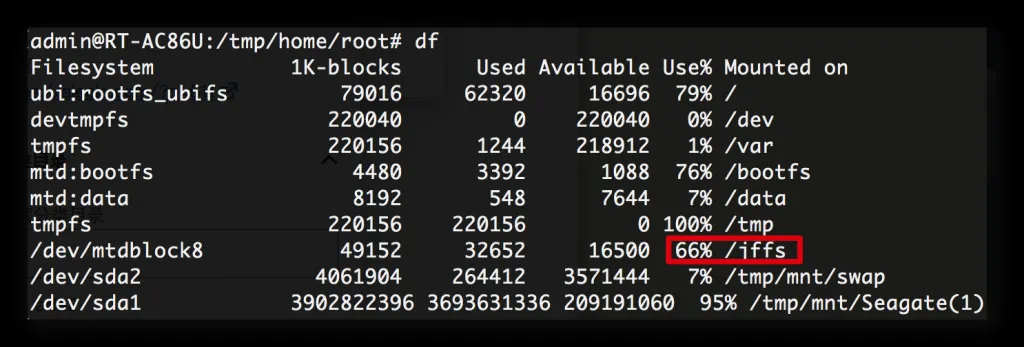 admin@RT-AC86U:/tmp/home/root# df
Filesystem 1K-blocks Used Available Use% Mounted on
ubi:rootfs_ubifs 79016 62320 16696 79% /
devtmpfs 220040 0 220040 0% /dev
tmpfs 220156 1244 218912 1% /var
mtd:bootfs 4480 3392 1088 76% /bootfs
mtd:data 8192 548 7644 7% /data
tmpfs 220156 220156 0 100% /tmp
/dev/mtdblock8 49152 32652 16500 66% /jffs
/dev/sda2 4061904 264412 3571444 7% /tmp/mnt/swap
/dev/sda1 3902822396 3693631336 209191060 95% /tmp/mnt/Seagate(1)